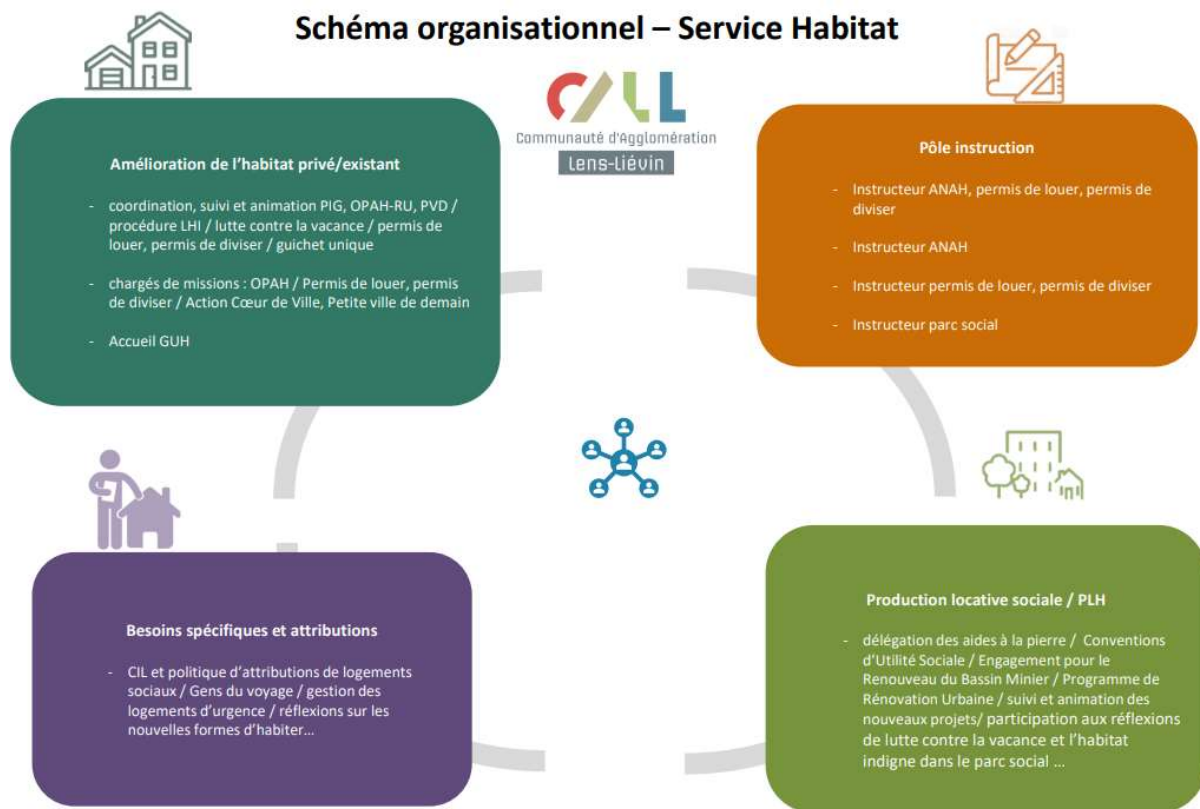 Schéma organisationnel – Service Habitat
CALL
Communauté d'Agglomération
Lens-Liévin
Amélioration de l'habitat privé/existant
- coordination, suivi et animation PIG, OPAH-RU, PVD /
procédure LHI / lutte contre la vacance / permis de
louer, permis de diviser / guichet unique
- chargés de missions : OPAH / Permis de louer, permis
de diviser / Action Cœur de Ville, Petite ville de demain
- Accueil GUH
Pôle instruction
- Instructeur ANAH, permis de louer, permis de
diviser
- Instructeur ANAH
- Instructeur permis de louer, permis de diviser
- Instructeur parc social
Besoins spécifiques et attributions
- CIL et politique d'attributions de logements
sociaux / Gens du voyage / gestion des
logements d'urgence / réflexions sur les
nouvelles formes d'habiter…
Production locative sociale / PLH
- délégation des aides à la pierre / Conventions
d'Utilité Sociale / Engagement pour le
Renouveau du Bassin Minier / Programme de
Rénovation Urbaine / suivi et animation des
nouveaux projets/ participation aux réflexions
de lutte contre la vacance et l'habitat
indigne dans le parc social …